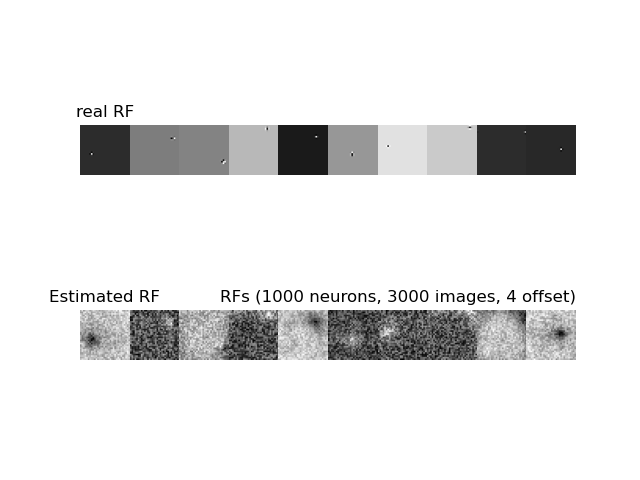 real RF
Estimated RF
RFs (1000 neurons, 3000 images, 4 offset)